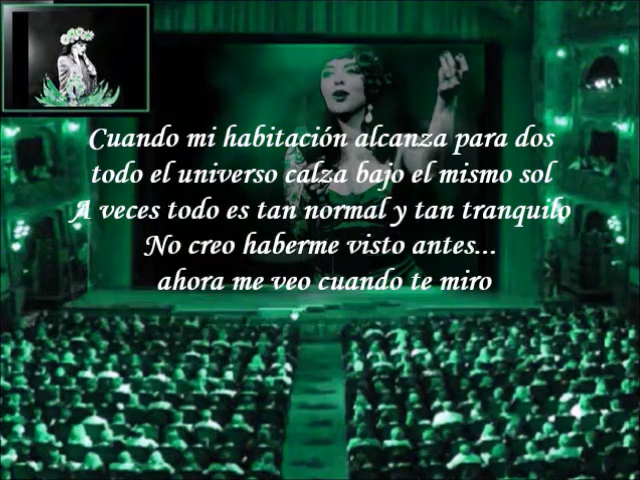 Cuando mi habitación alcanza para dos
todo el universo calza bajo el mismo sol
A veces todo es tan normal y tan tranquilo
No creo haberme visto antes...
ahora me veo cuando te miro